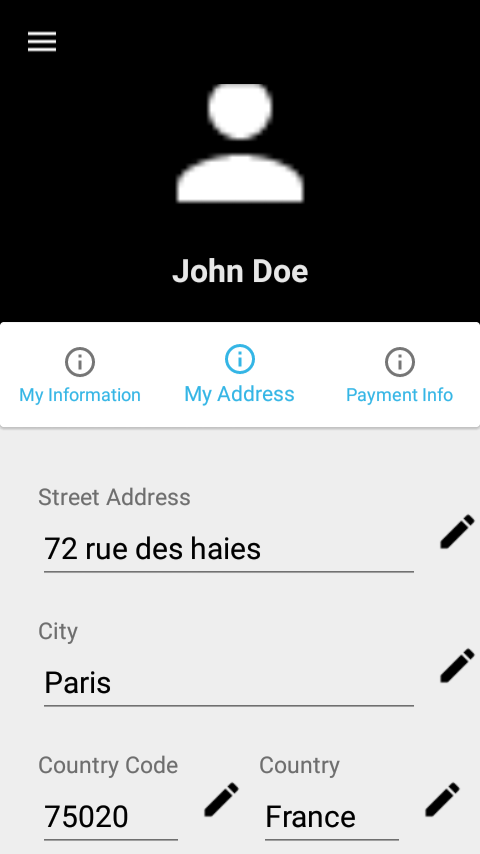 John Doe
My Information
My Address
Payment Info
Street Address
72 rue des haies
City
Paris
Country Code
Country
75020
France